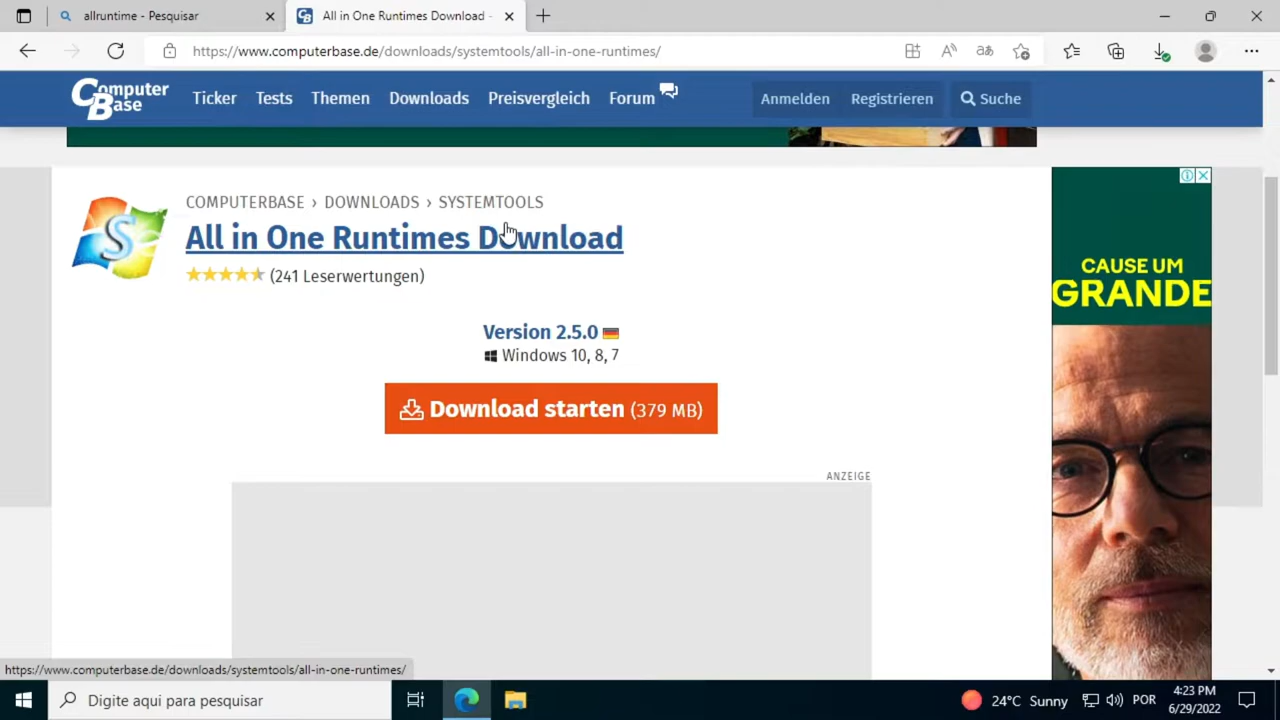 allruntime - Pesquisar
All in One Runtimes Download -
https://www.computerbase.de/downloads/systemtools/all-in-one-runtimes/
Computer Base
Ticker Tests Themen Downloads Preisvergleich Forum Anmelden Registrieren Suche
COMPUTERBASE › DOWNLOADS › SYSTEMTOOLS
All in One Runtimes Download
(241 Leserwertungen)
Version 2.5.0
Windows 10, 8, 7
Download starten (379 MB)
ANZEIGE
CAUSE UM
GRANDE
https://www.computerbase.de/downloads/systemtools/all-in-one-runtimes/
Digite aqui para pesquisar
24°C Sunny
POR
4:23 PM
6/29/2022